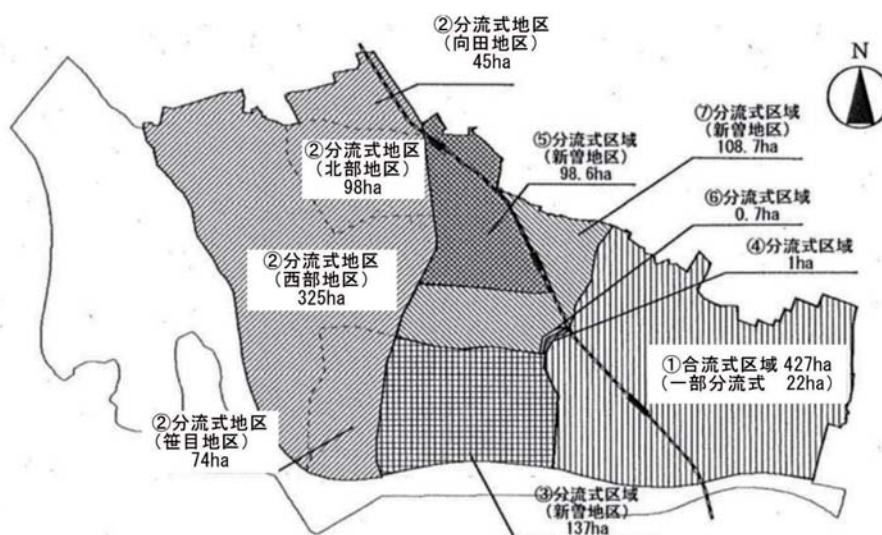 ②分流式地区
(向田地区)
45ha
N
⑦分流式区域
(新曽地区)
108.7ha
⑤分流式区域
(新曽地区)
98.6ha
②分流式地区
(北部地区)
98ha
⑥分流式区域
0.7ha
④分流式区域
1ha
②分流式地区
(西部地区)
325ha
①合流式区域 427ha
(一部分流式 22ha)
②分流式地区
(笹目地区)
74ha
③分流式区域
(新曽地区)
137ha